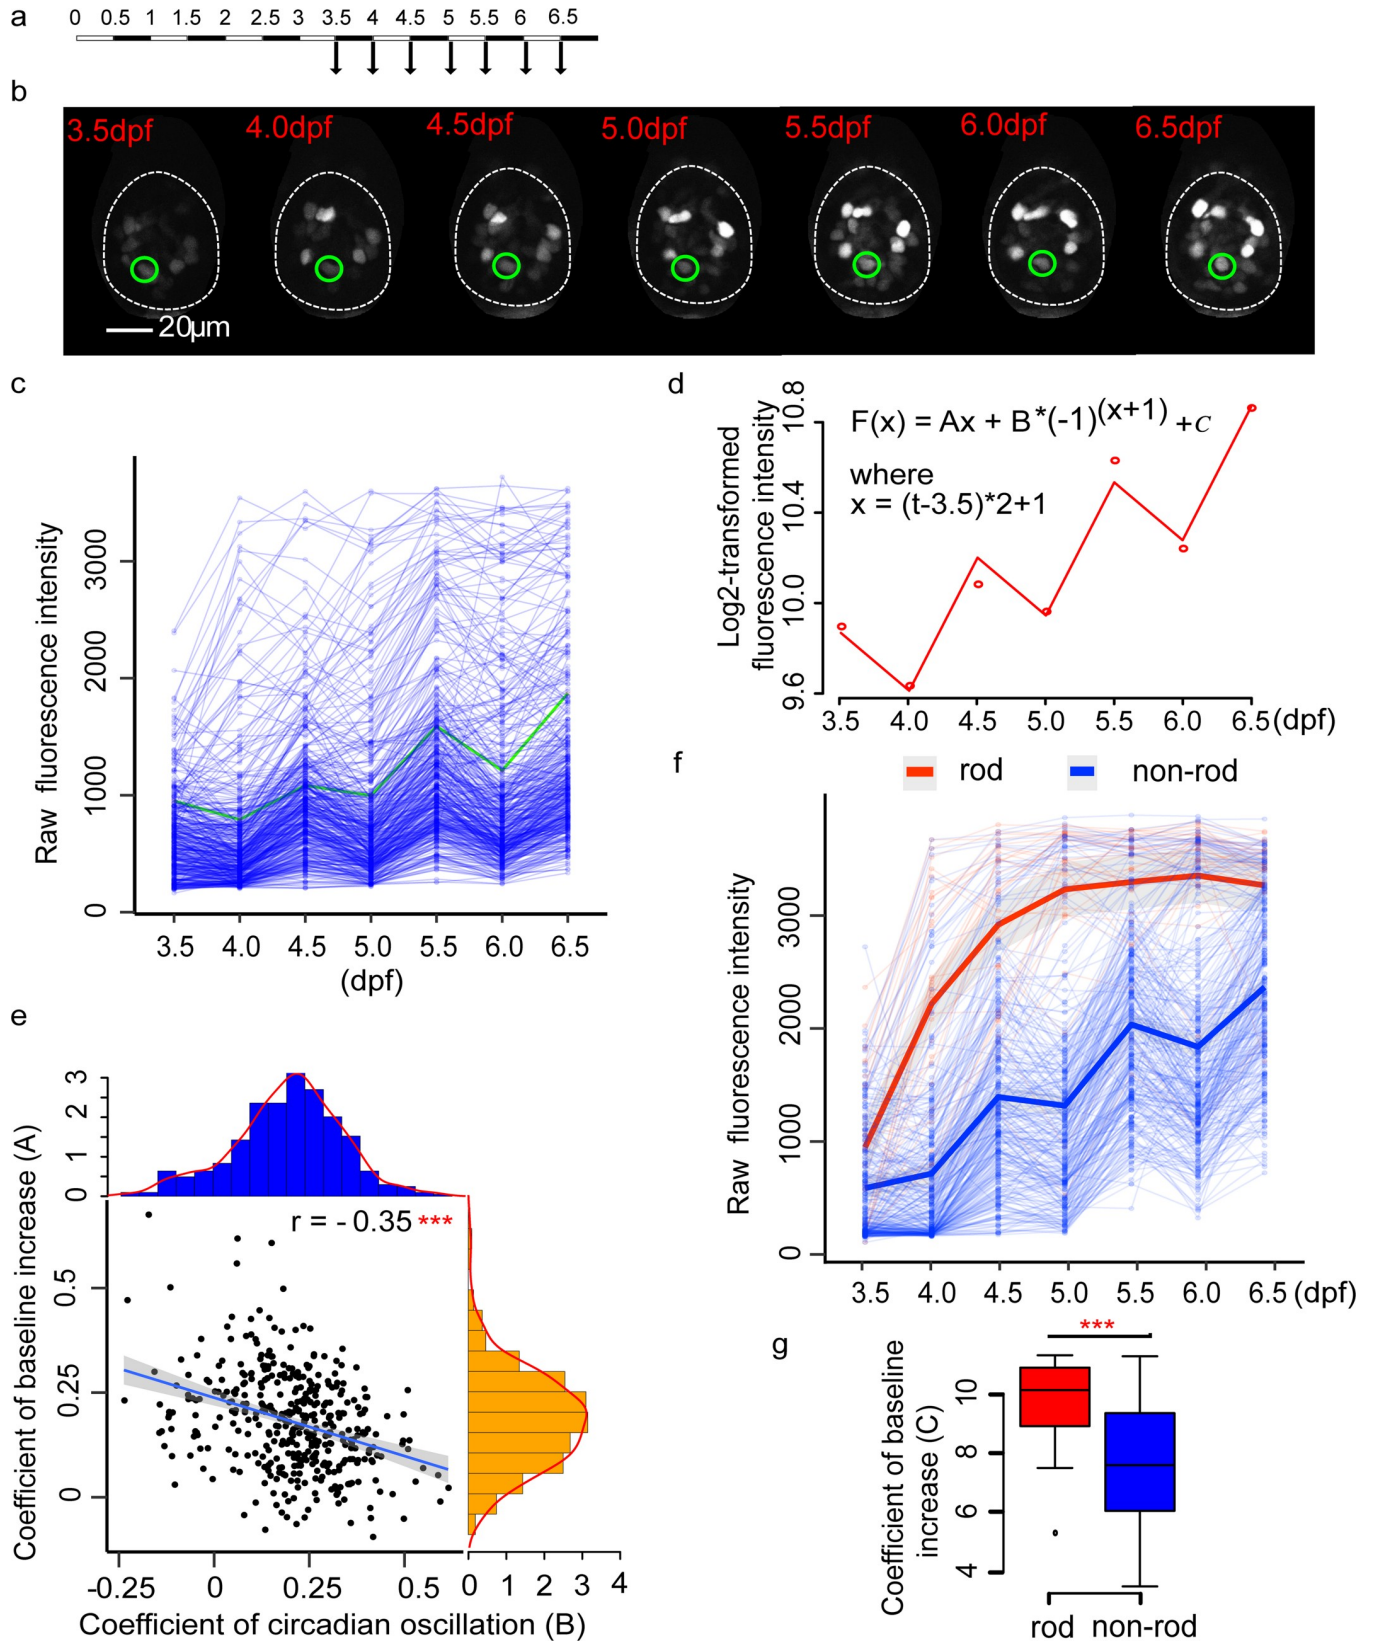 a
0 0.5 1 1.5 2 2.5 3 3.5 4 4.5 5 5.5 6 6.5
b
3.5dpf 4.0dpf 4.5dpf 5.0dpf 5.5dpf 6.0dpf 6.5dpf
20µm
c
Raw fluorescence intensity
3000
2000
1000
0
3.5 4.0 4.5 5.0 5.5 6.0 6.5
(dpf)
d
Log2-transformed
fluorescence intensity
10.8
10.4
10.0
9.6
F(x) = Ax + B*(-1)(x+1) +C
where
x = (t-3.5)*2+1
3.5 4.0 4.5 5.0 5.5 6.0 6.5 (dpf)
e
3
2
1
0
r = - 0.35 ***
Coefficient of baseline increase (A)
0.5
0.25
0
-0.25 0 0.25 0.5
0 1 2 3 4
Coefficient of circadian oscillation (B)
f
rod non-rod
Raw fluorescence intensity
3000
2000
1000
0
3.5 4.0 4.5 5.0 5.5 6.0 6.5 (dpf)
g
***
Coefficient of baseline
increase (C)
10
8
6
4
rod non-rod